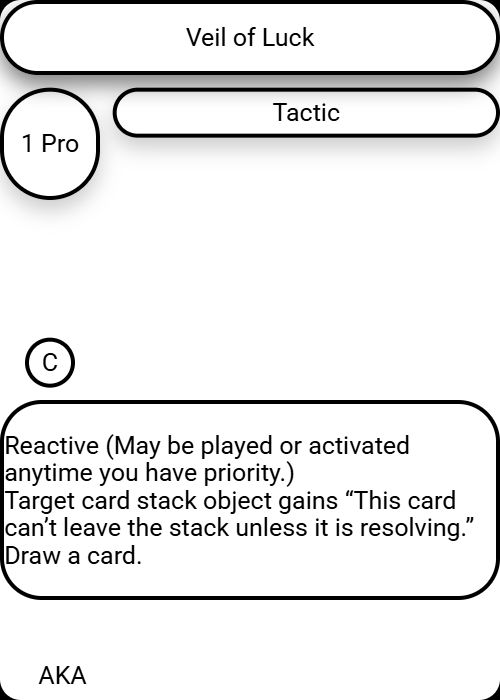 Veil of Luck
1 Pro
Tactic
C
Reactive (May be played or activated
anytime you have priority.)
Target card stack object gains “This card
can’t leave the stack unless it is resolving.”
Draw a card.
AKA